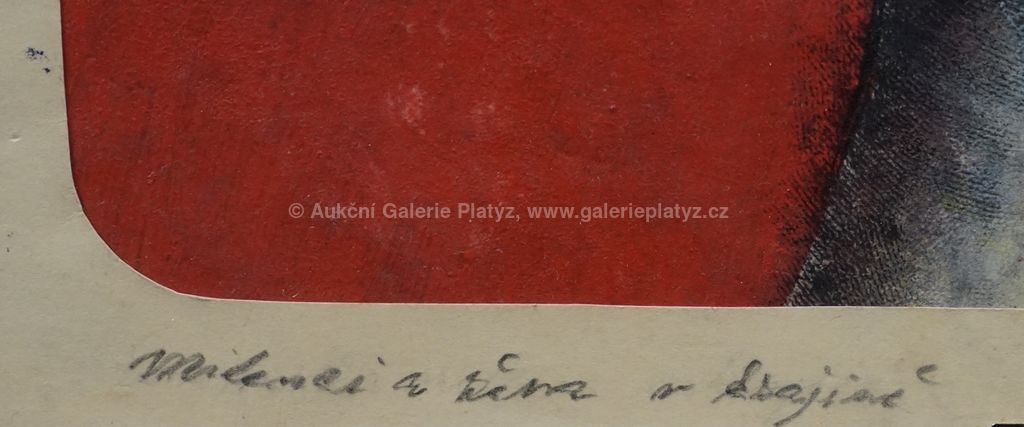 © Aukční Galerie Platýz, www.galerieplatyz.cz
Milenci a žena v krajině